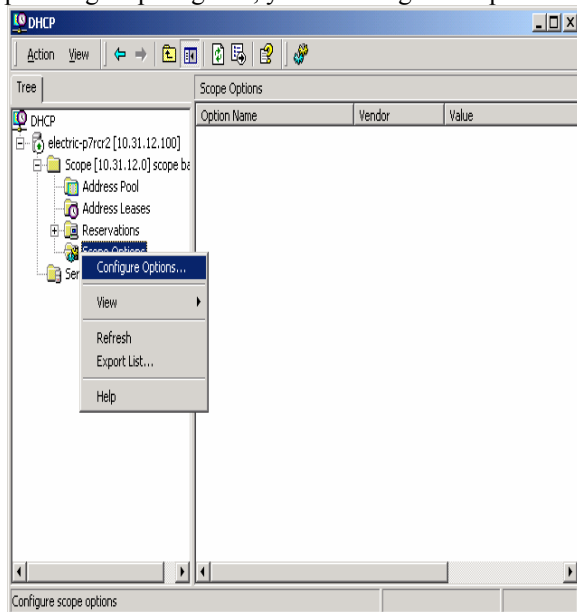 DHCP
Action View
Tree
Scope Options
Option Name Vendor Value
DHCP
electric-p7rcr2 [10.31.12.100]
Scope [10.31.12.0] scope ba
Address Pool
Address Leases
Reservations
Scope Options
Configure Options...
Ser
View
Refresh
Export List...
Help
Configure scope options